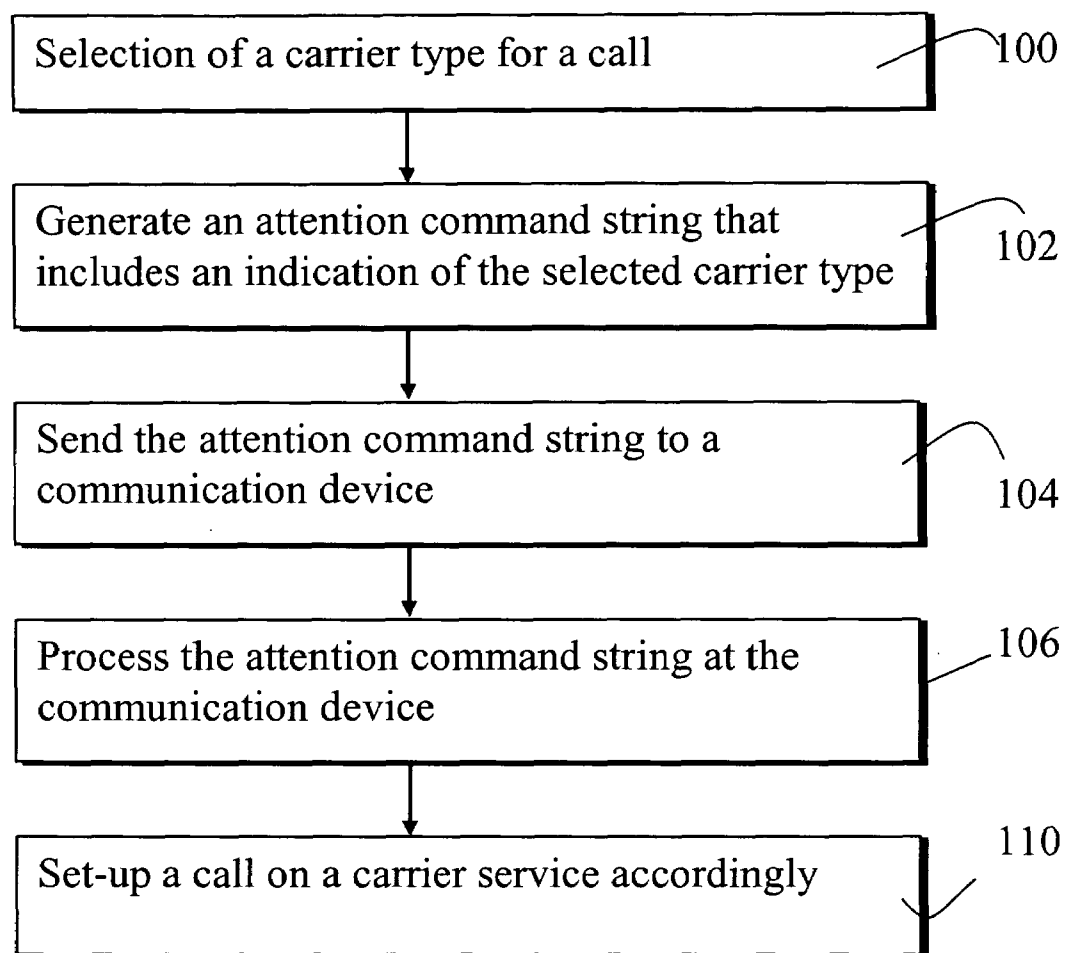 Selection of a carrier type for a call
100
Generate an attention command string that
includes an indication of the selected carrier type
102
Send the attention command string to a
communication device
104
Process the attention command string at the
communication device
106
Set-up a call on a carrier service accordingly
110